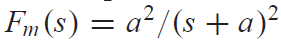 Fₘ(s) = a²/(s + a)²